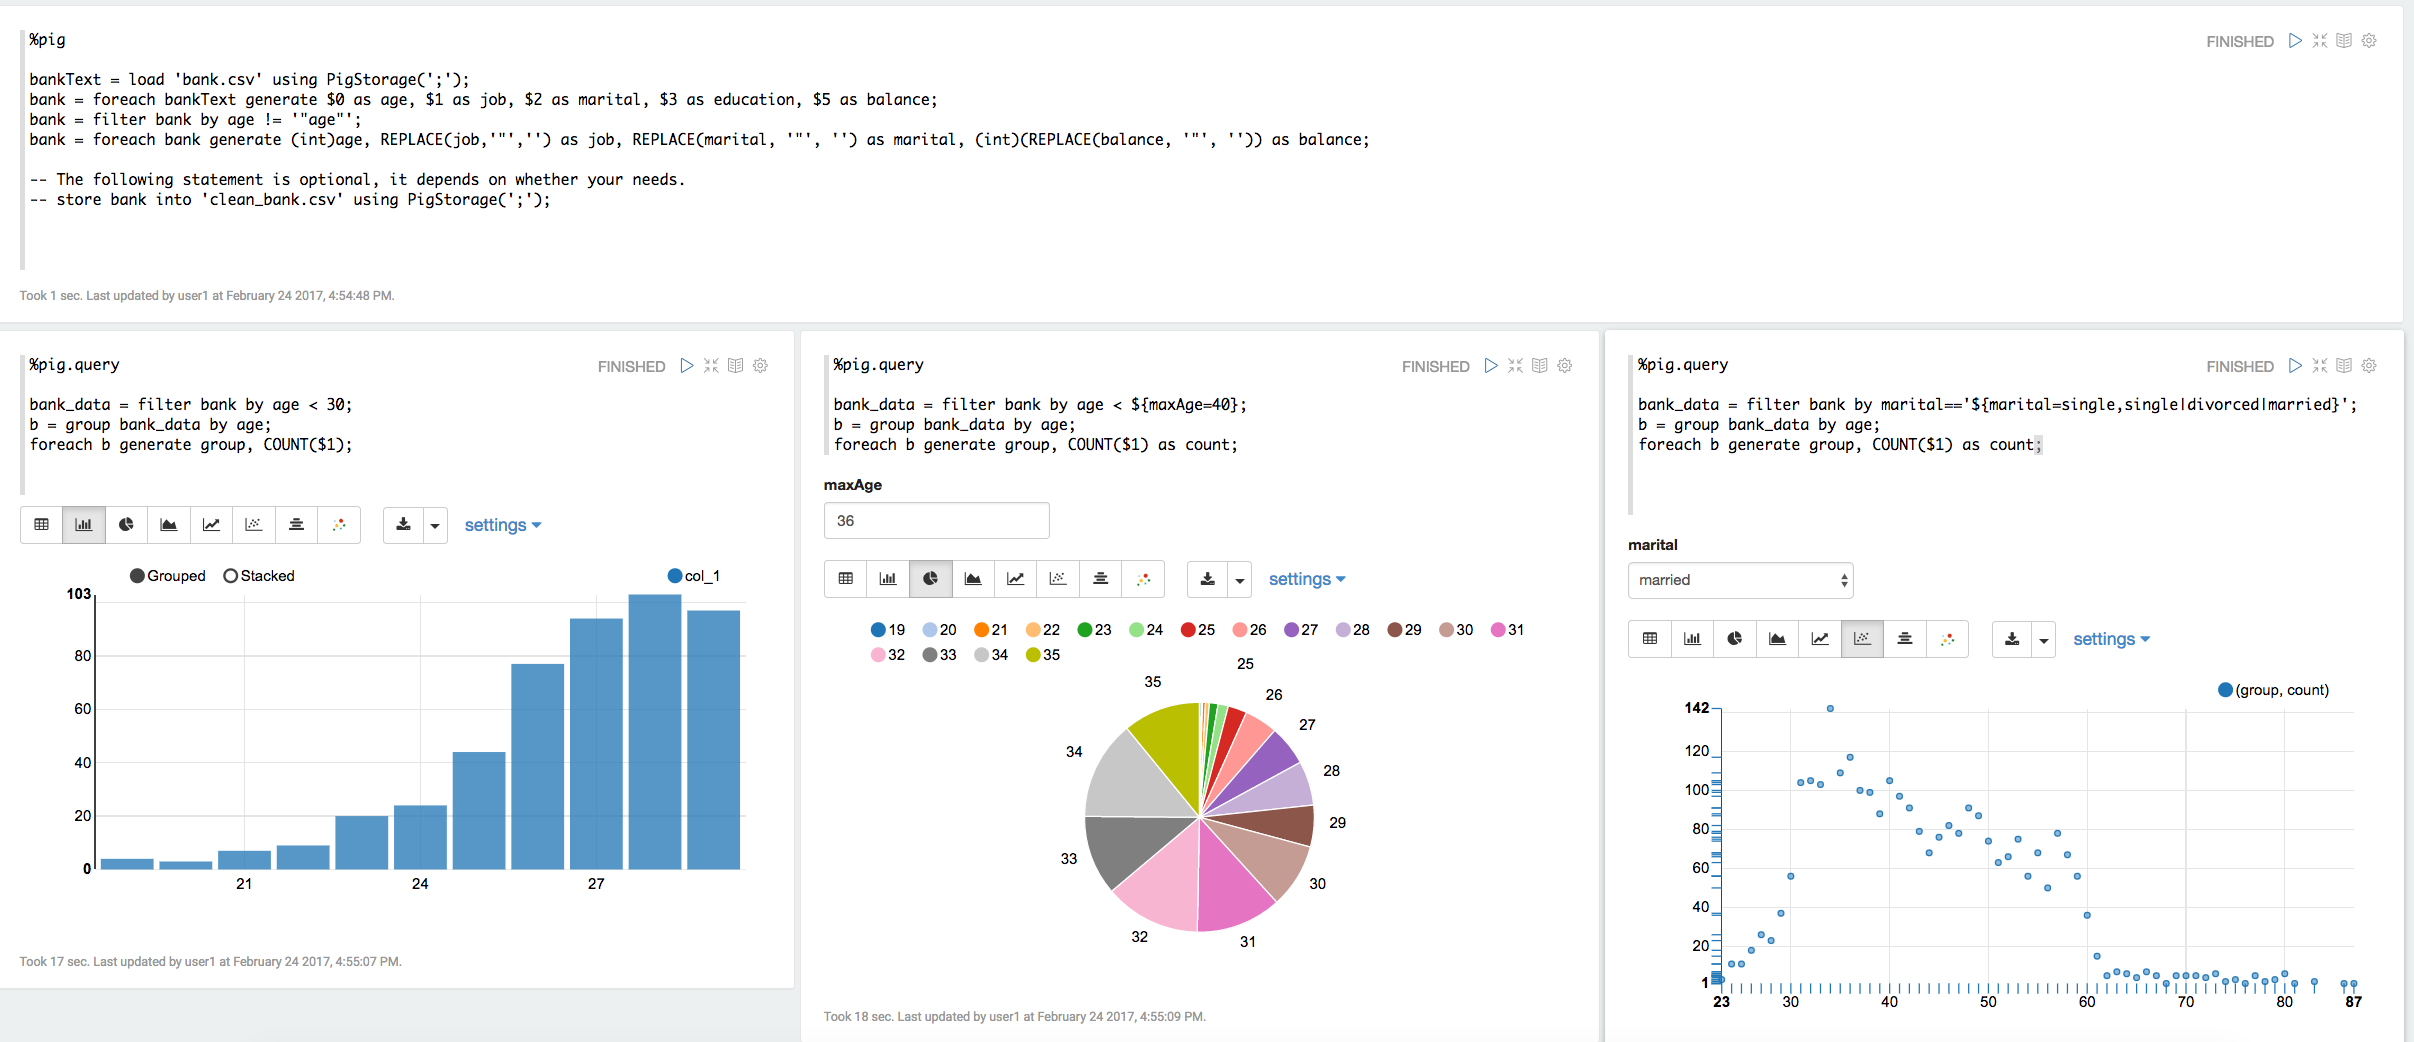 %pig
FINISHED
bankText = load 'bank.csv' using PigStorage(';');
bank = foreach bankText generate $0 as age, $1 as job, $2 as marital, $3 as education, $5 as balance;
bank = filter bank by age != '"age"';
bank = foreach bank generate (int)age, REPLACE(job,'"','') as job, REPLACE(marital, '"', '') as marital, (int)(REPLACE(balance, '"', '')) as balance;
-- The following statement is optional, it depends on whether your needs.
-- store bank into 'clean_bank.csv' using PigStorage(';');
Took 1 sec. Last updated by user1 at February 24 2017, 4:54:48 PM.
%pig.query
FINISHED
bank_data = filter bank by age < 30;
b = group bank_data by age;
foreach b generate group, COUNT($1);
settings
Grouped Stacked
col_1
103
80
60
40
20
0
21 24 27
Took 17 sec. Last updated by user1 at February 24 2017, 4:55:07 PM.
%pig.query
FINISHED
bank_data = filter bank by age < ${maxAge=40};
b = group bank_data by age;
foreach b generate group, COUNT($1) as count;
maxAge
36
settings
19 20 21 22 23 24 25 26 27 28 29 30 31
32 33 34 35
25
35
26
27
34
28
29
33
30
32
31
Took 18 sec. Last updated by user1 at February 24 2017, 4:55:09 PM.
%pig.query
FINISHED
bank_data = filter bank by marital=='${marital=single,single|divorced|married}';
b = group bank_data by age;
foreach b generate group, COUNT($1) as count;
marital
married
settings
(group, count)
142
120
100
80
60
40
20
1
23 30 40 50 60 70 80 87